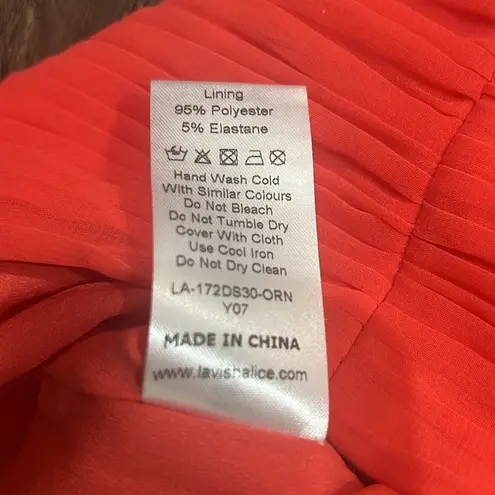 Lining
95% Polyester
5% Elastane
Hand Wash Cold
With Similar Colours
Do Not Bleach
Do Not Tumble Dry
Cover With Cloth
Use Cool Iron
Do Not Dry Clean
LA-172DS30-ORN
Y07
MADE IN CHINA
www.lavishalice.com